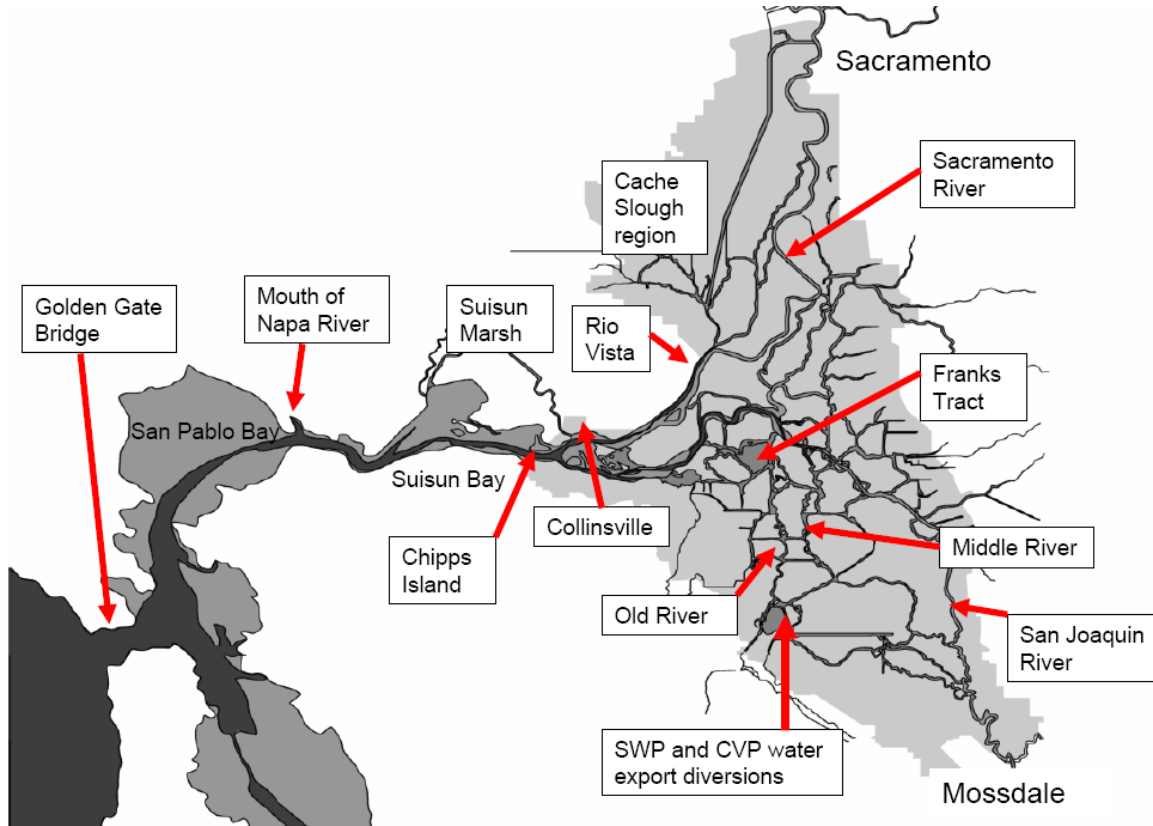 Sacramento
Sacramento
River
Cache
Slough
region
Golden Gate
Bridge
Mouth of
Napa River
Suisun
Marsh
Rio
Vista
Franks
Tract
San Pablo Bay
Suisun Bay
Collinsville
Chipps
Island
Middle River
Old River
San Joaquin
River
SWP and CVP water
export diversions
Mossdale